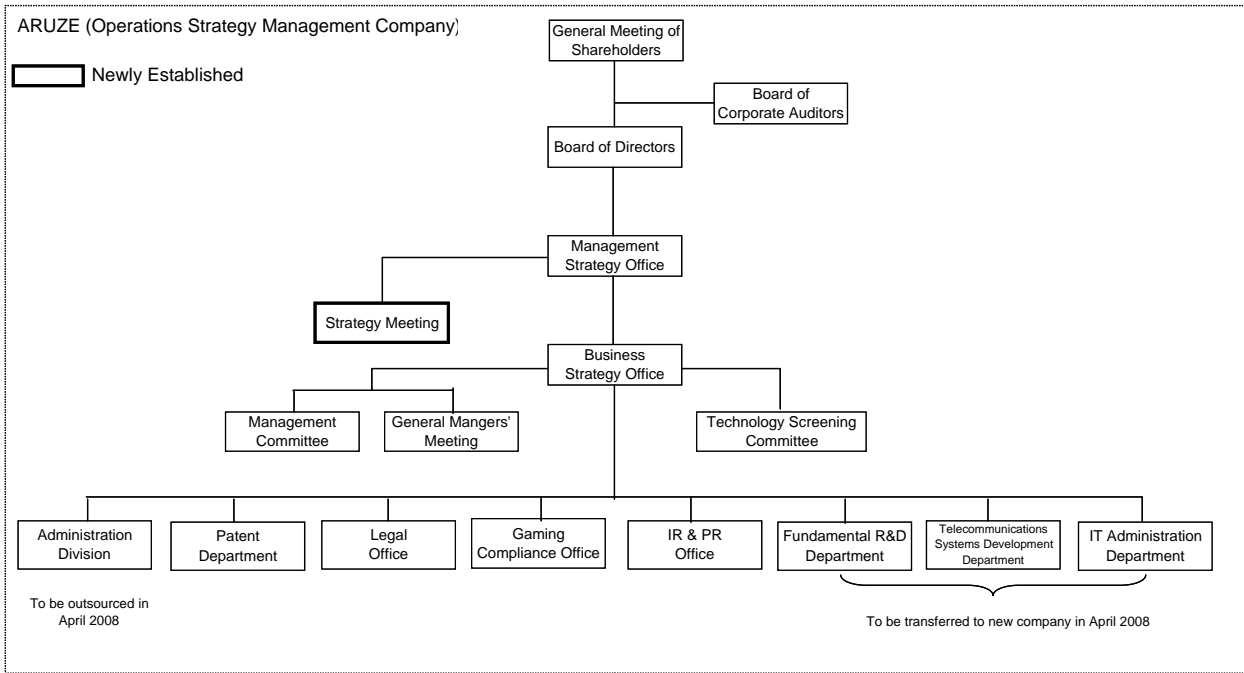 ARUZE (Operations Strategy Management Company)
Newly Established
General Meeting of
Shareholders
Board of
Corporate Auditors
Board of Directors
Management
Strategy Office
Strategy Meeting
Business
Strategy Office
Management
Committee
General Mangers'
Meeting
Technology Screening
Committee
Administration
Division
Patent
Department
Legal
Office
Gaming
Compliance Office
IR & PR
Office
Fundamental R&D
Department
Telecommunications
Systems Development
Department
IT Administration
Department
To be outsourced in
April 2008
To be transferred to new company in April 2008